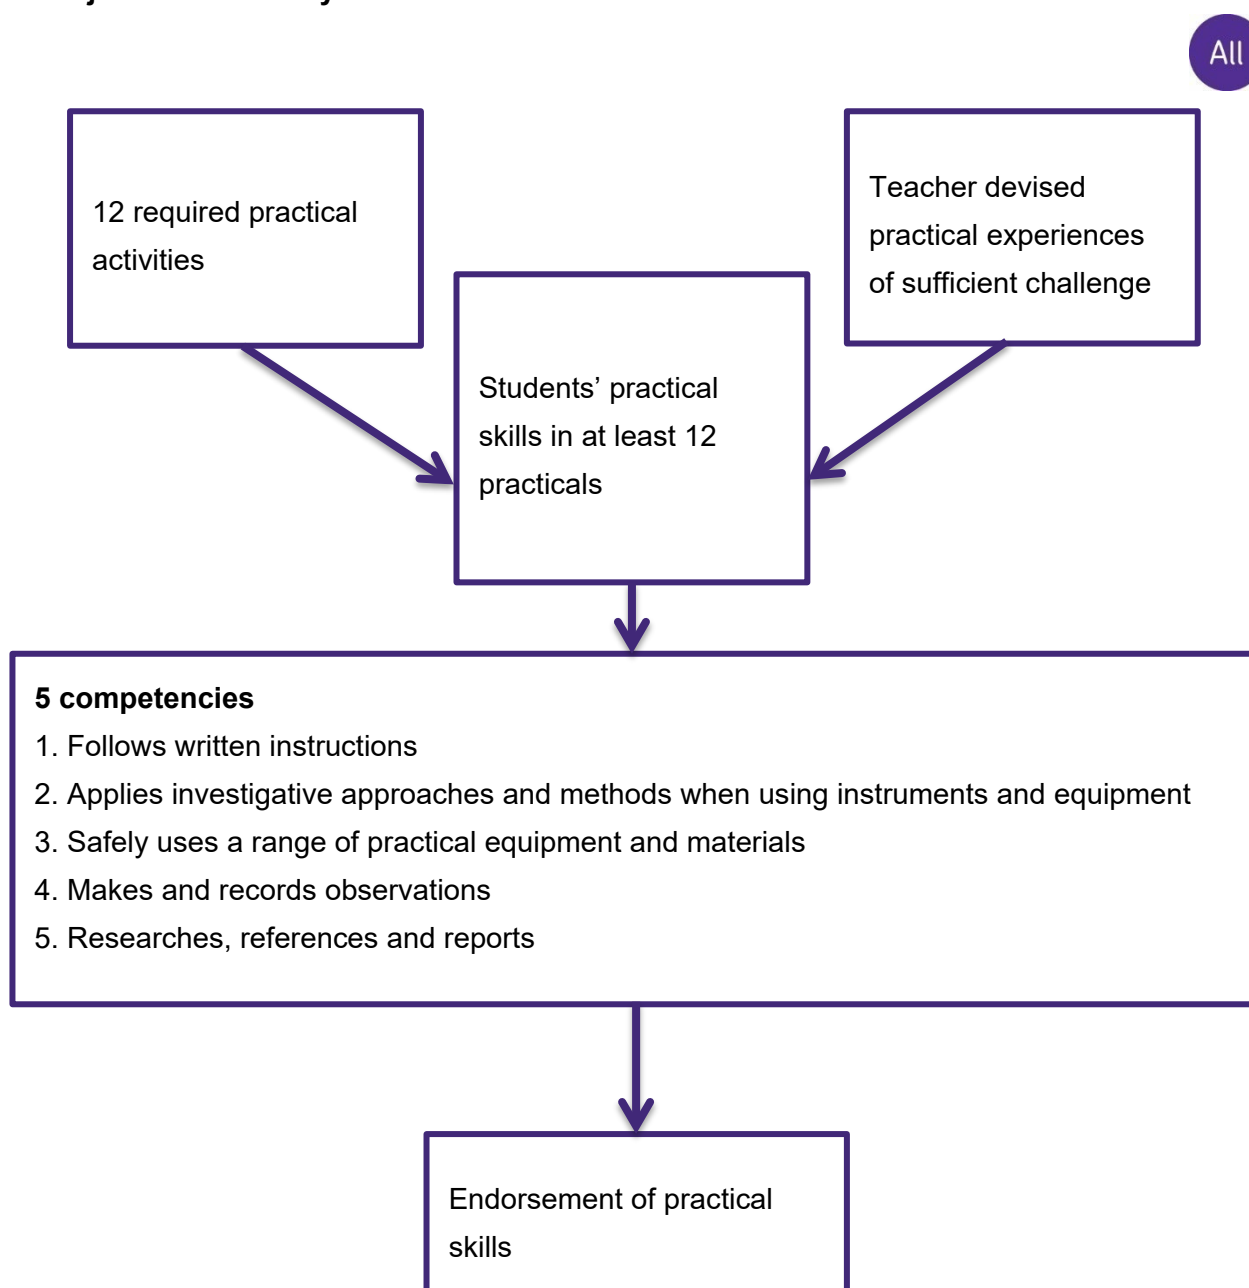 All
12 required practical
activities
Teacher devised
practical experiences
of sufficient challenge
Students’ practical
skills in at least 12
practicals
5 competencies
1. Follows written instructions
2. Applies investigative approaches and methods when using instruments and equipment
3. Safely uses a range of practical equipment and materials
4. Makes and records observations
5. Researches, references and reports
Endorsement of practical
skills